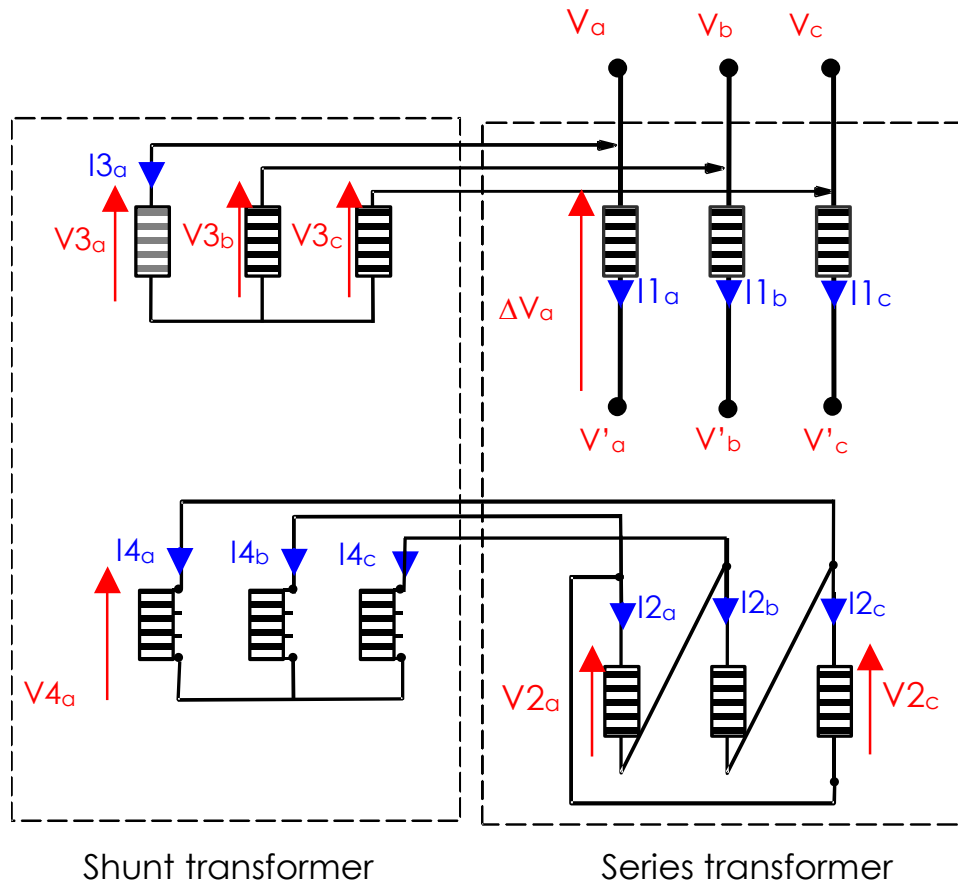 Va Vb Vc
I3a
V3a V3b V3c
I1a I1b I1c
ΔVa
V'a V'b V'c
I4a I4b I4c
I2a I2b I2c
V4a V2a V2c
Shunt transformer Series transformer